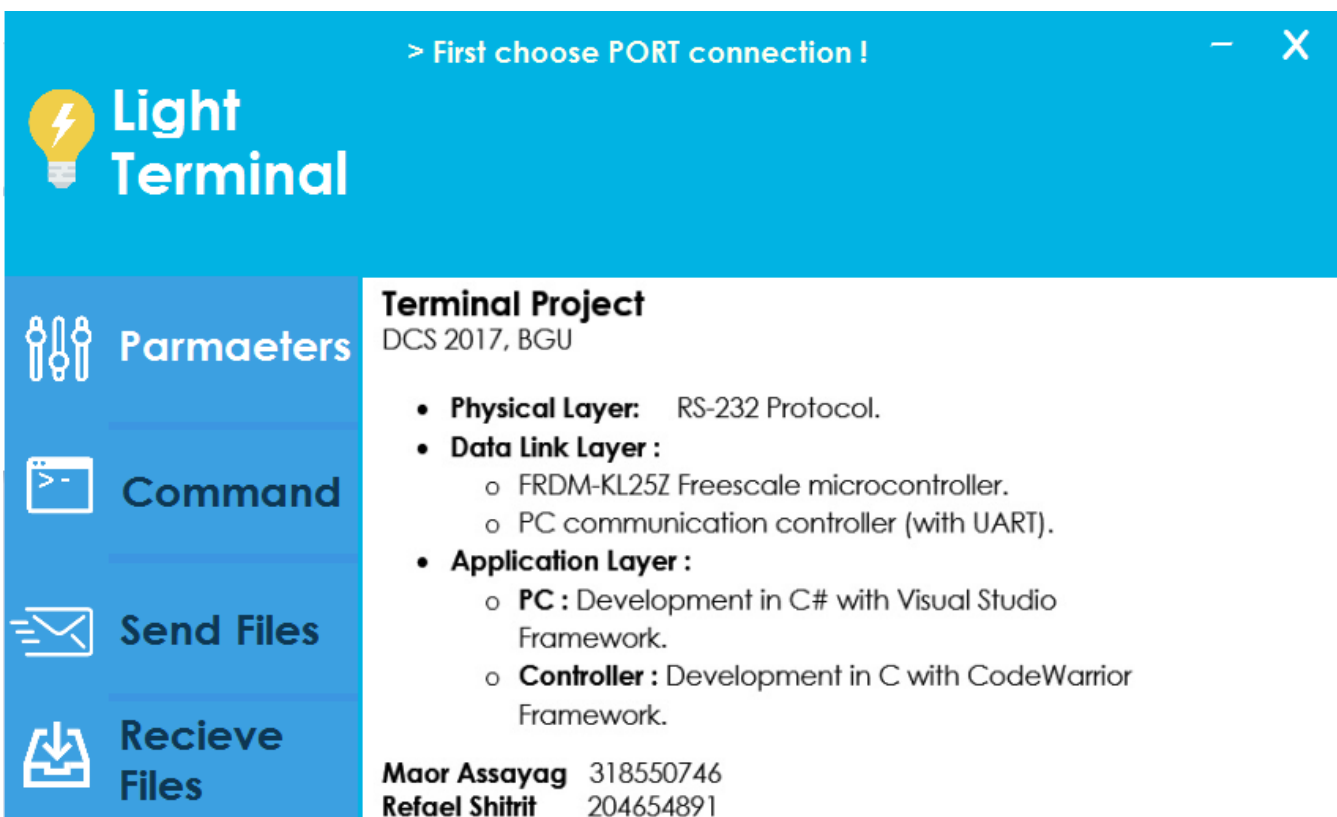 > First choose PORT connection !
– X
Light
Terminal
Parmaeters
Command
Send Files
Recieve
Files
Terminal Project
DCS 2017, BGU
• Physical Layer: RS-232 Protocol.
• Data Link Layer :
o FRDM-KL25Z Freescale microcontroller.
o PC communication controller (with UART).
• Application Layer :
o PC : Development in C# with Visual Studio
Framework.
o Controller : Development in C with CodeWarrior
Framework.
Maor Assayag 318550746
Refael Shitrit 204654891